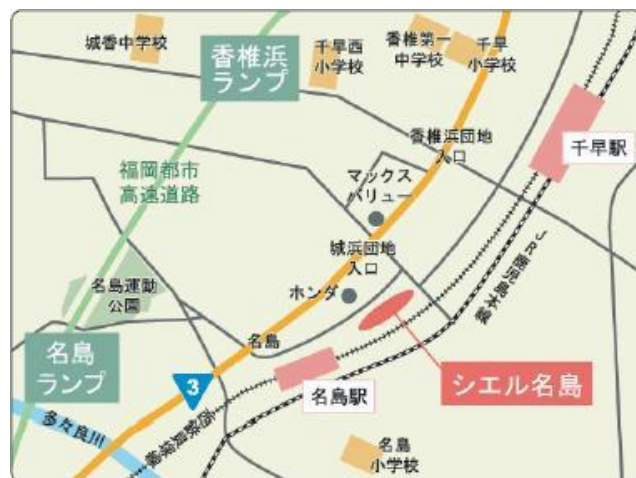 城香中学校
香椎浜
ランプ
千早西
小学校
香椎第一
中学校
千早
小学校
香椎浜団地
入口
千早駅
福岡都市
高速道路
マックス
バリュー
城浜団地
入口
JR鹿児島本線
名島運動
公園
ホンダ
名島
名島
ランプ
3
名島駅
シエル名島
多々良川
西鉄貝塚線
名島
小学校